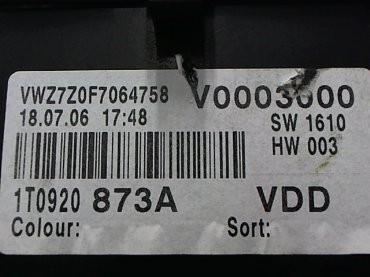 VWZ7Z0F7064758 V0003000
18.07.06 17:48 SW 1610
HW 003
1T0920 873A VDD
Colour: Sort: